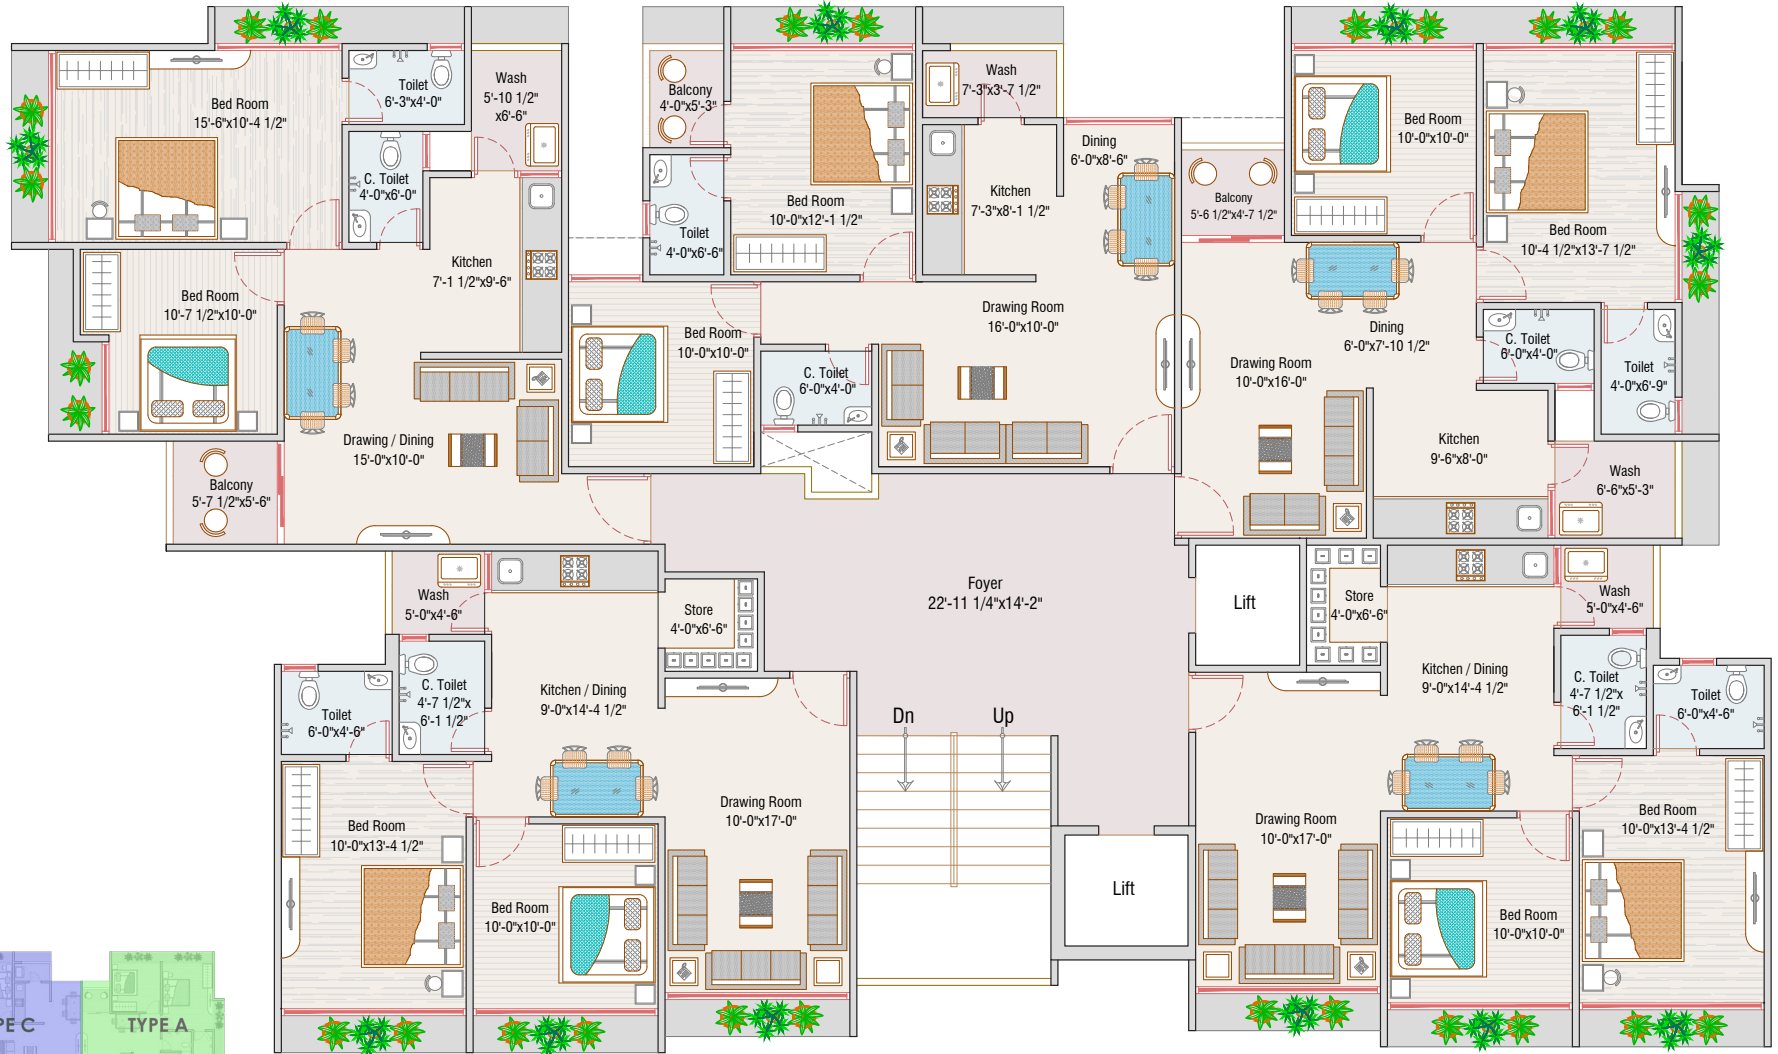 Bed Room
15'-6"x10'-4 1/2"
Toilet
6'-3"x4'-0"
Wash
5'-10 1/2"
x6'-6"
C. Toilet
4'-0"x6'-0"
Kitchen
7'-1 1/2"x9'-6"
Bed Room
10'-7 1/2"x10'-0"
Drawing / Dining
15'-0"x10'-0"
Balcony
5'-7 1/2"x5'-6"
Balcony
4'-0"x5'-3"
Toilet
4'-0"x6'-6"
Bed Room
10'-0"x12'-1 1/2"
Wash
7'-3"x3'-7 1/2"
Kitchen
7'-3"x8'-1 1/2"
Dining
6'-0"x8'-6"
Drawing Room
16'-0"x10'-0"
Bed Room
10'-0"x10'-0"
C. Toilet
6'-0"x4'-0"
Balcony
5'-6 1/2"x4'-7 1/2"
Bed Room
10'-0"x10'-0"
Bed Room
10'-4 1/2"x13'-7 1/2"
Dining
6'-0"x7'-10 1/2"
Drawing Room
10'-0"x16'-0"
C. Toilet
6'-0"x4'-0"
Toilet
4'-0"x6'-9"
Kitchen
9'-6"x8'-0"
Wash
6'-6"x5'-3"
Foyer
22'-11 1/4"x14'-2"
Lift
Dn
Up
Lift
Wash
5'-0"x4'-6"
Store
4'-0"x6'-6"
C. Toilet
4'-7 1/2"x
6'-1 1/2"
Toilet
6'-0"x4'-6"
Kitchen / Dining
9'-0"x14'-4 1/2"
Bed Room
10'-0"x13'-4 1/2"
Bed Room
10'-0"x10'-0"
Drawing Room
10'-0"x17'-0"
Store
4'-0"x6'-6"
Wash
5'-0"x4'-6"
Kitchen / Dining
9'-0"x14'-4 1/2"
C. Toilet
4'-7 1/2"x
6'-1 1/2"
Toilet
6'-0"x4'-6"
Drawing Room
10'-0"x17'-0"
Bed Room
10'-0"x13'-4 1/2"
Bed Room
10'-0"x10'-0"
PE C
TYPE A